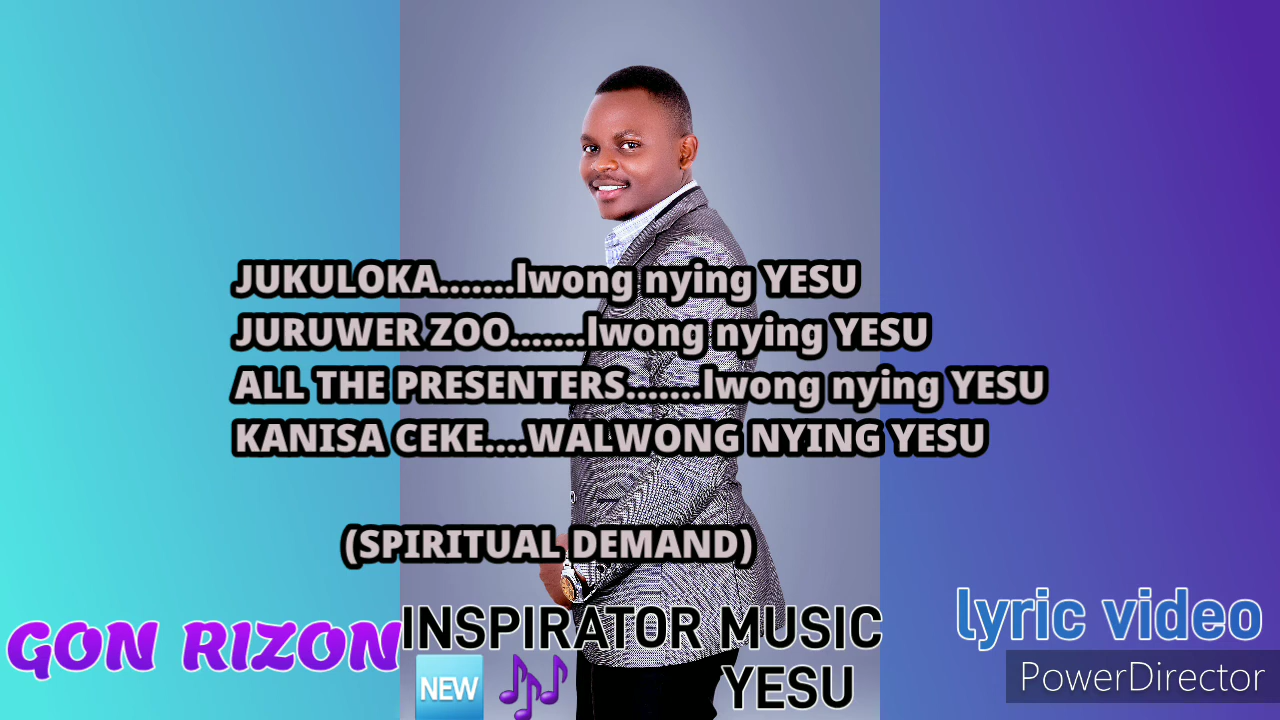 JUKULOKA.......lwong nying YESU
JURUWER ZOO.......lwong nying YESU
ALL THE PRESENTERS.......lwong nying YESU
KANISA CEKE....WALWONG NYING YESU
(SPIRITUAL DEMAND)
GON RIZON
INSPIRATOR MUSIC
NEW
YESU
lyric video
PowerDirector